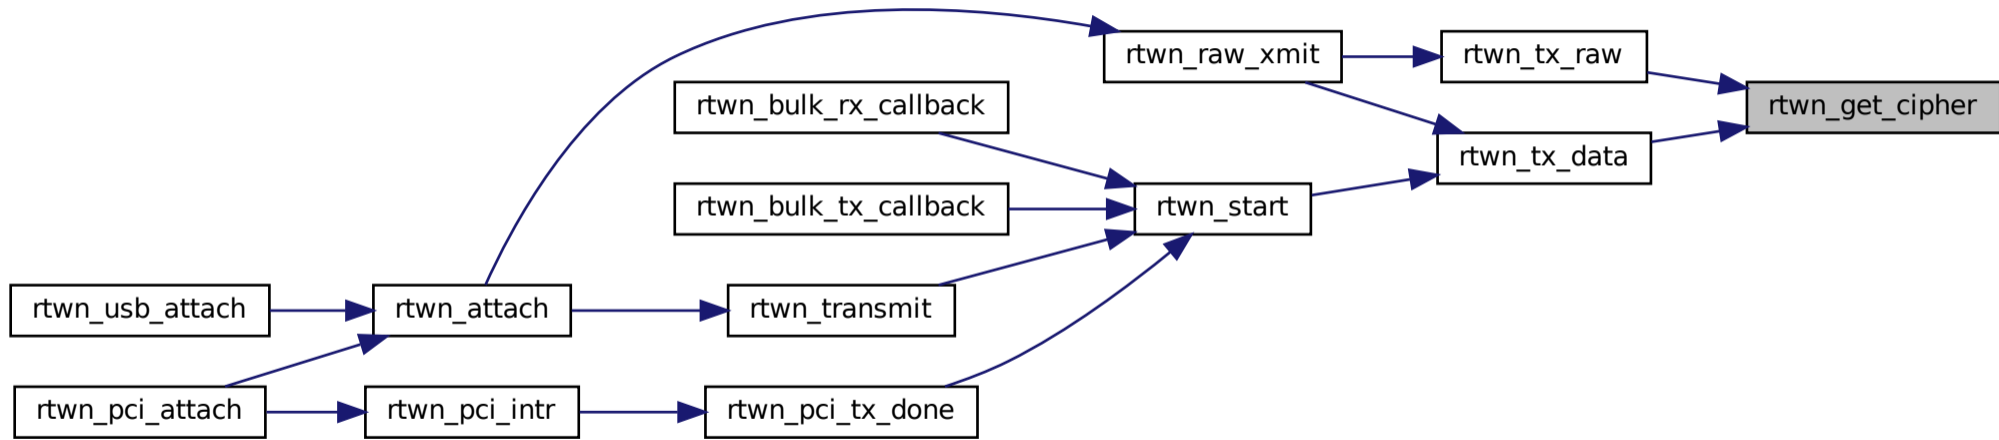 rtwn_raw_xmit
rtwn_tx_raw
rtwn_bulk_rx_callback
rtwn_get_cipher
rtwn_tx_data
rtwn_bulk_tx_callback
rtwn_start
rtwn_usb_attach
rtwn_attach
rtwn_transmit
rtwn_pci_attach
rtwn_pci_intr
rtwn_pci_tx_done